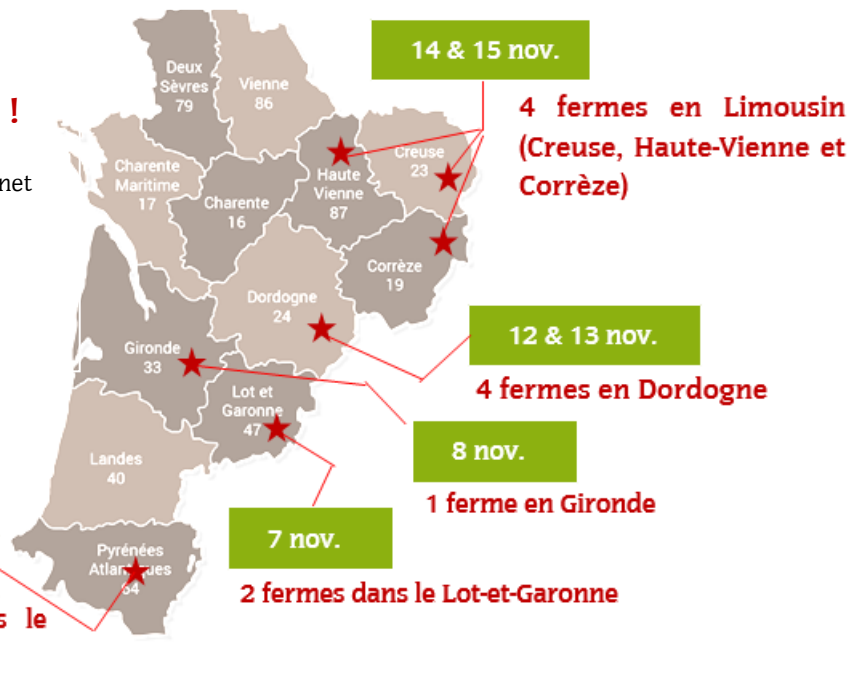 14 & 15 nov.
!
4 fermes en Limousin
(Creuse, Haute-Vienne et
Corrèze)
net
Deux
Sèvres
79
Vienne
86
Charente
Maritime
17
Charente
16
Haute
Vienne
87
Creuse
23
Corrèze
19
Dordogne
24
12 & 13 nov.
4 fermes en Dordogne
Gironde
33
Lot et
Garonne
47
8 nov.
1 ferme en Gironde
Landes
40
7 nov.
2 fermes dans le Lot-et-Garonne
Pyrénées
Atlantiques
64
s le